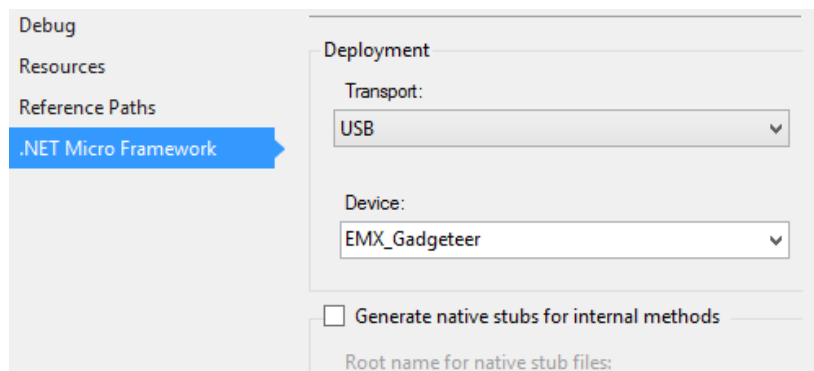 Debug
Resources
Reference Paths
.NET Micro Framework
Deployment
Transport:
USB
Device:
EMX_Gadgeteer
Generate native stubs for internal methods
Root name for native stub files: